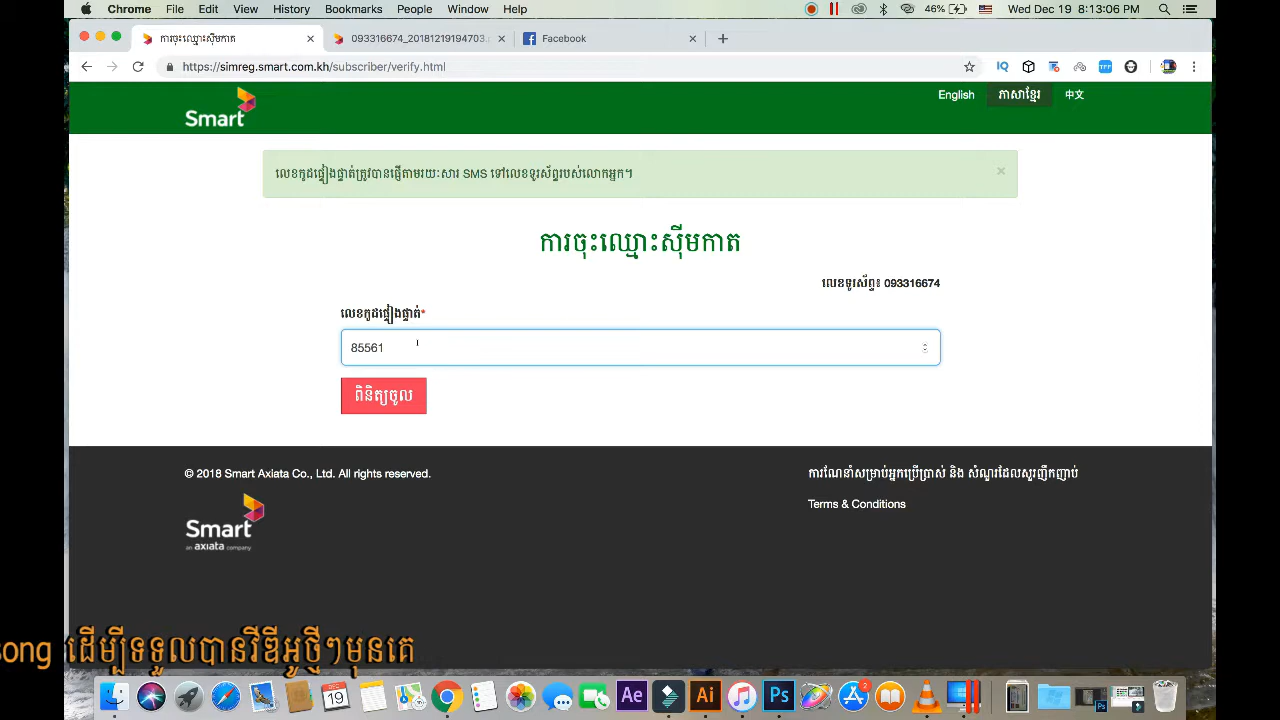 Chrome File Edit View History Bookmarks People Window Help 46% Wed Dec 19 8:13:06 PM
ការចុះឈ្មោះស៊ីមកាត 093316674_20181219194703. Facebook
https://simreg.smart.com.kh/subscriber/verify.html
Smart English ភាសាខ្មែរ 中文
លេខកូដផ្ទៀងផ្ទាត់ត្រូវបានផ្ញើតាមរយៈសារ SMS ទៅលេខទូរស័ព្ទរបស់លោកអ្នក។ ×
ការចុះឈ្មោះស៊ីមកាត
លេខទូរស័ព្ទ៖ 093316674
លេខកូដផ្ទៀងផ្ទាត់*
85561
ពិនិត្យចូល
© 2018 Smart Axiata Co., Ltd. All rights reserved. ការណែនាំសម្រាប់អ្នកប្រើប្រាស់ និង សំណួរដែលសួរញឹកញាប់
Terms & Conditions
Smart
an axiata company
song ដើម្បីទទួលបានវីឌីអូថ្មីៗមុនគេ
DEC 19 Ae Ai Ps 2